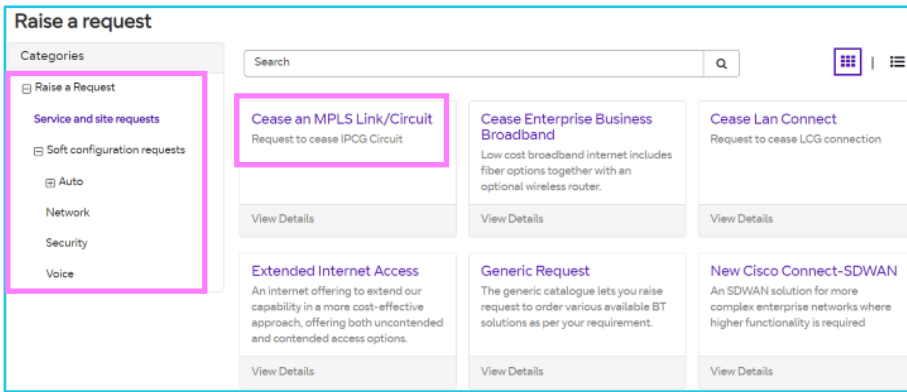 Raise a request
Categories
Raise a Request
Service and site requests
Soft configuration requests
Auto
Network
Security
Voice
Search
Cease an MPLS Link/Circuit
Request to cease IPCG Circuit
View Details
Cease Enterprise Business
Broadband
Low cost broadband internet includes
fiber options together with an
optional wireless router.
View Details
Cease Lan Connect
Request to cease LCG connection
View Details
Extended Internet Access
An internet offering to extend our
capability in a more cost-effective
approach, offering both uncontended
and contended access options.
View Details
Generic Request
The generic catalogue lets you raise
request to order various available BT
solutions as per your requirement.
View Details
New Cisco Connect-SDWAN
An SDWAN solution for more
complex enterprise networks where
higher functionality is required
View Details